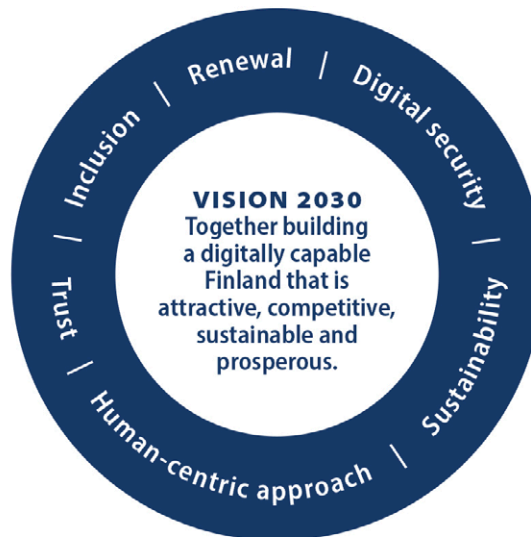 VISION 2030
Together building
a digitally capable
Finland that is
attractive, competitive,
sustainable and
prosperous.
Renewal | Digital security | Sustainability | Human-centric approach | Trust | Inclusion |